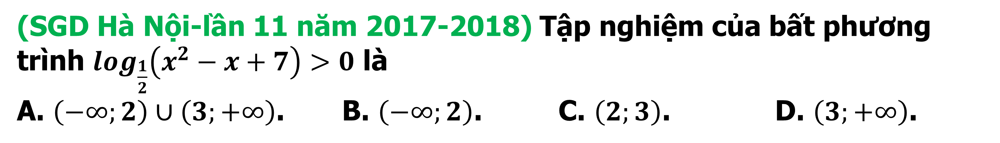 (SGD Hà Nội-lần 11 năm 2017-2018) Tập nghiệm của bất phương
trình $log_{\frac{1}{2}}(x^2 - x + 7) > 0$ là
A. $(-\infty; 2) \cup (3; +\infty)$. B. $(-\infty; 2)$. C. $(2; 3)$. D. $(3; +\infty)$.